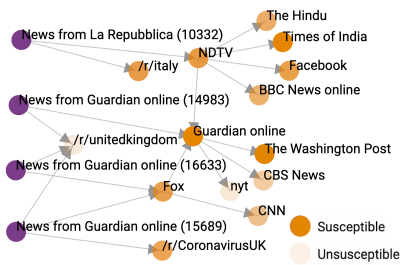 The Hindu
News from La Repubblica (10332)
Times of India
NDTV
/r/italy
Facebook
BBC News online
News from Guardian online (14983)
Guardian online
/r/unitedkingdom
The Washington Post
News from Guardian online (16633)
CBS News
Fox
nyt
CNN
News from Guardian online (15689)
Susceptible
/r/CoronavirusUK
Unsusceptible